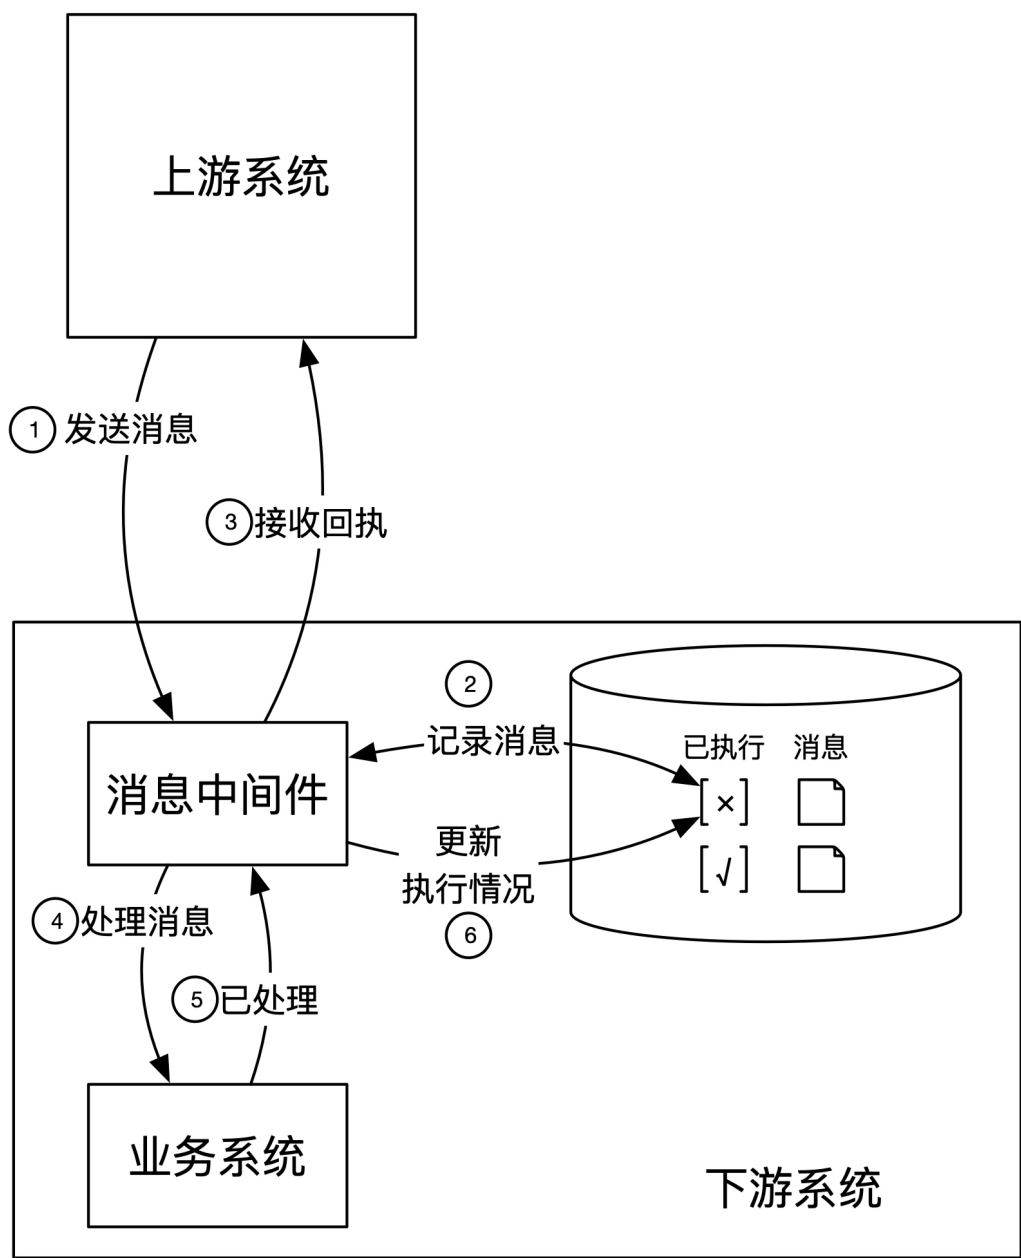 上游系统
1 发送消息
3 接收回执
2
记录消息
已执行 消息
[×]
消息中间件
更新
执行情况
[√]
6
4 处理消息
5 已处理
业务系统
下游系统